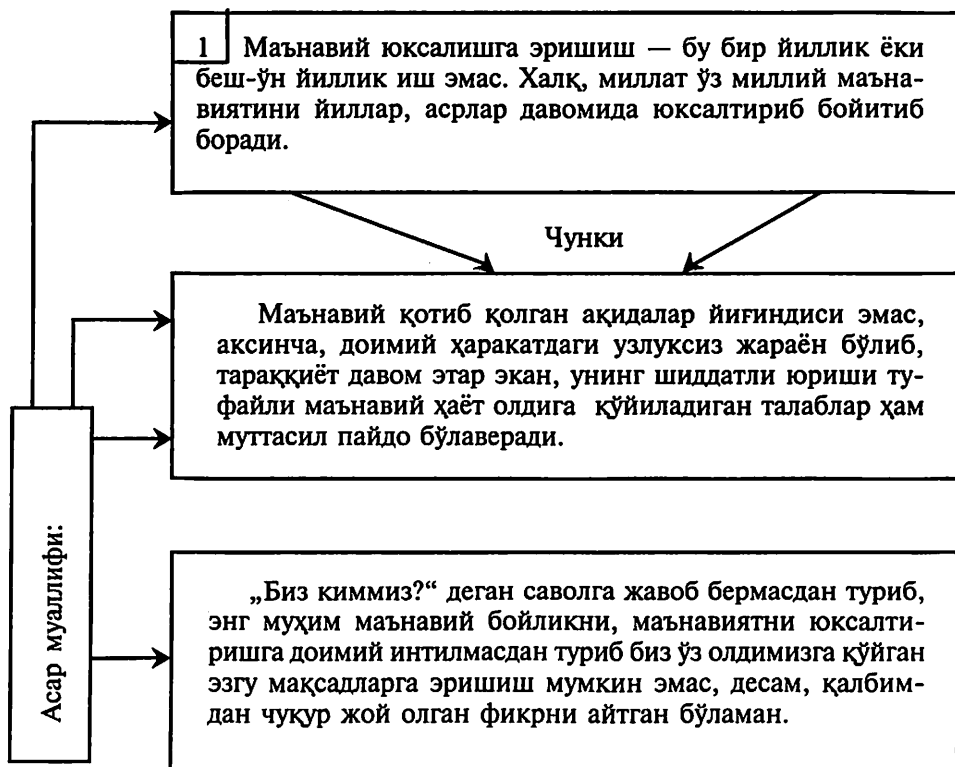 1 Маънавий юксалишга эришиш — бу бир йиллик ёки
беш-ўн йиллик иш эмас. Халқ, миллат ўз миллий маъна-
виятини йиллар, асрлар давомида юксалтириб бойитиб
боради.
Чунки
Маънавий қотиб қолган ақидалар йиғиндиси эмас,
аксинча, доимий ҳаракатдаги узлуксиз жараён бўлиб,
тараққиёт давом этар экан, унинг шиддатли юриши ту-
файли маънавий ҳаёт олдига қўйиладиган талаблар ҳам
муттасил пайдо бўлаверади.
Асар муаллифи:
„Биз киммиз?“ деган саволга жавоб бермасдан туриб,
энг муҳим маънавий бойликни, маънавиятни юксалти-
ришга доимий интилмасдан туриб биз ўз олдимизга қўйган
эзгу мақсадларга эришиш мумкин эмас, десам, қалбим-
дан чуқур жой олган фикрни айтган бўламан.